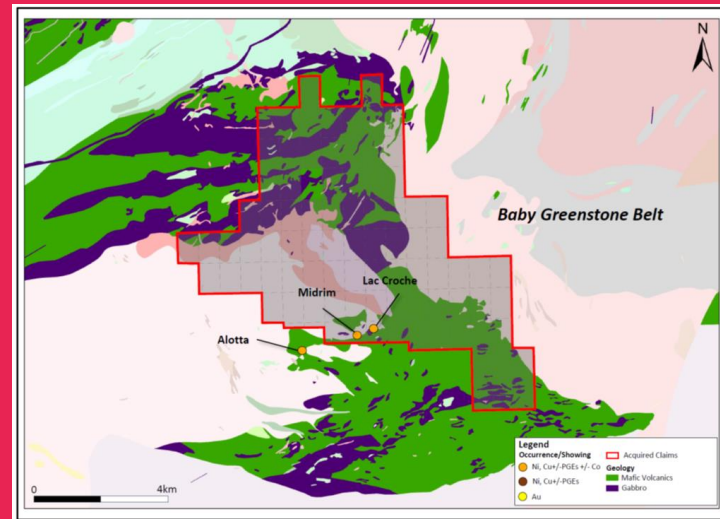 N
Baby Greenstone Belt
Lac Croche
Midrim
Alotta
0 4km
Legend
Occurrence/Showing
Ni, Cu+/-PGEs +/- Co
Ni, Cu+/-PGEs
Au
Acquired Claims
Geology
Mafic Volcanics
Gabbro